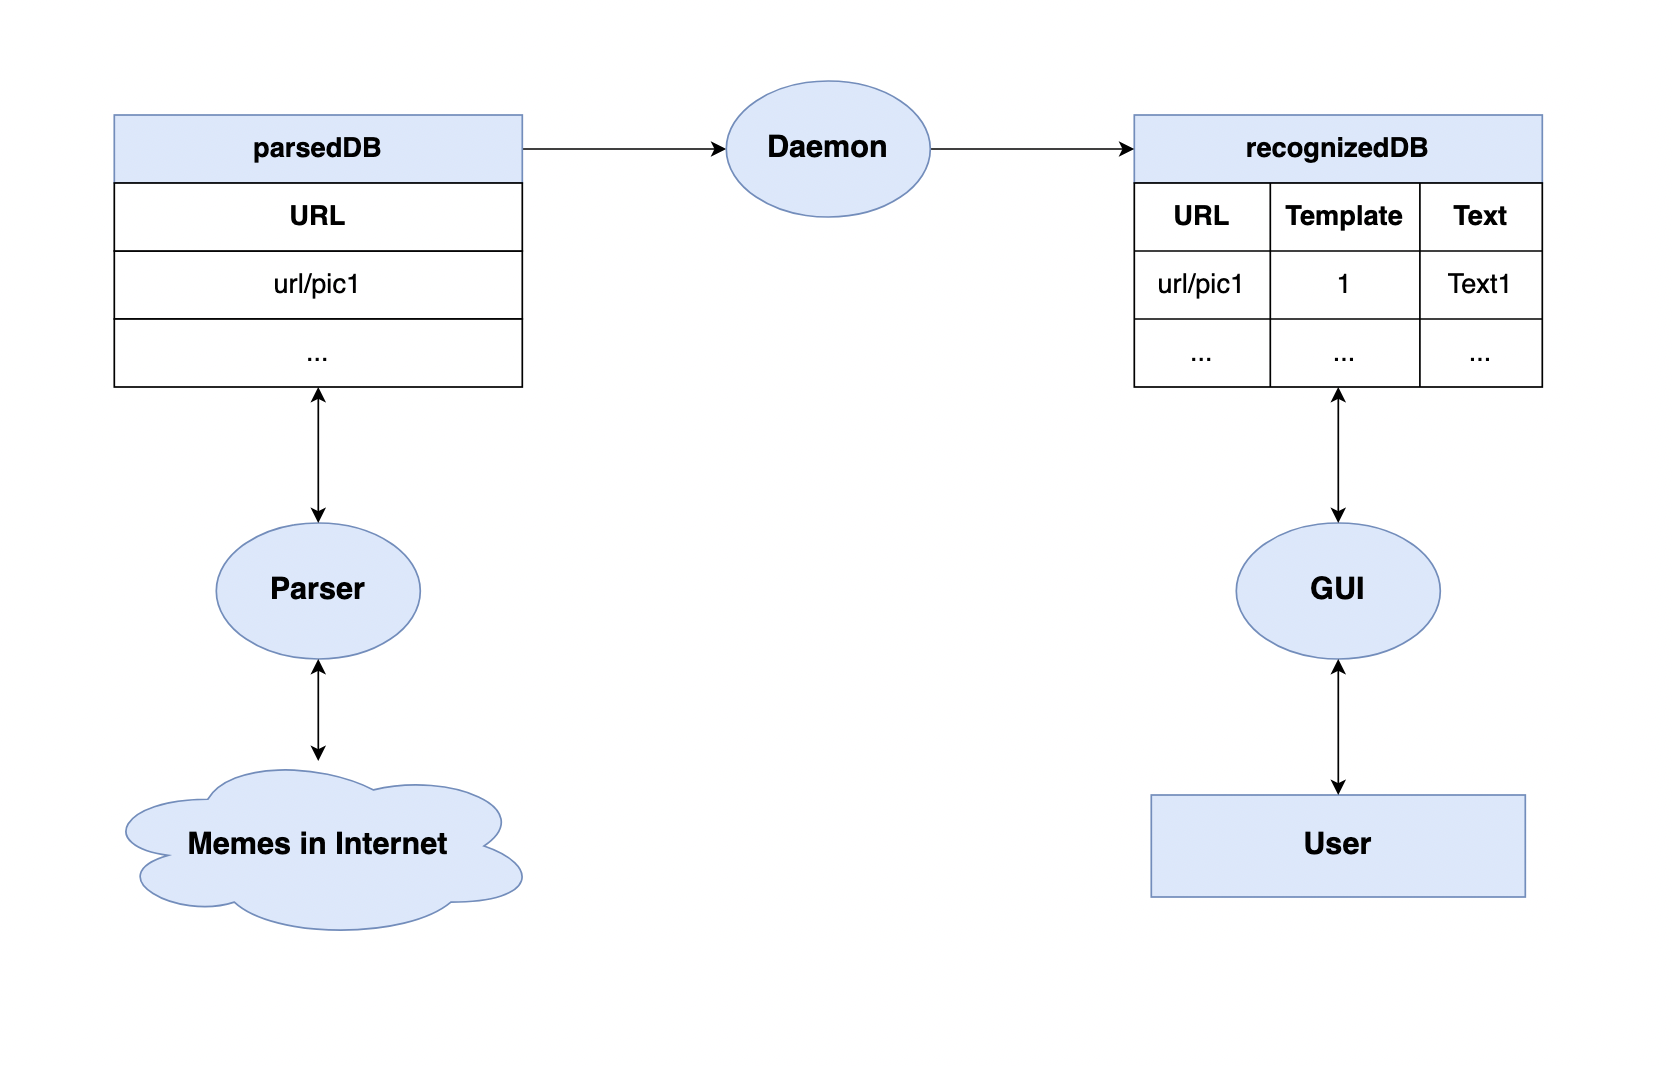 parsedDB
URL
url/pic1
...
Daemon
recognizedDB
URL Template Text
url/pic1 1 Text1
... ... ...
Parser
GUI
Memes in Internet
User